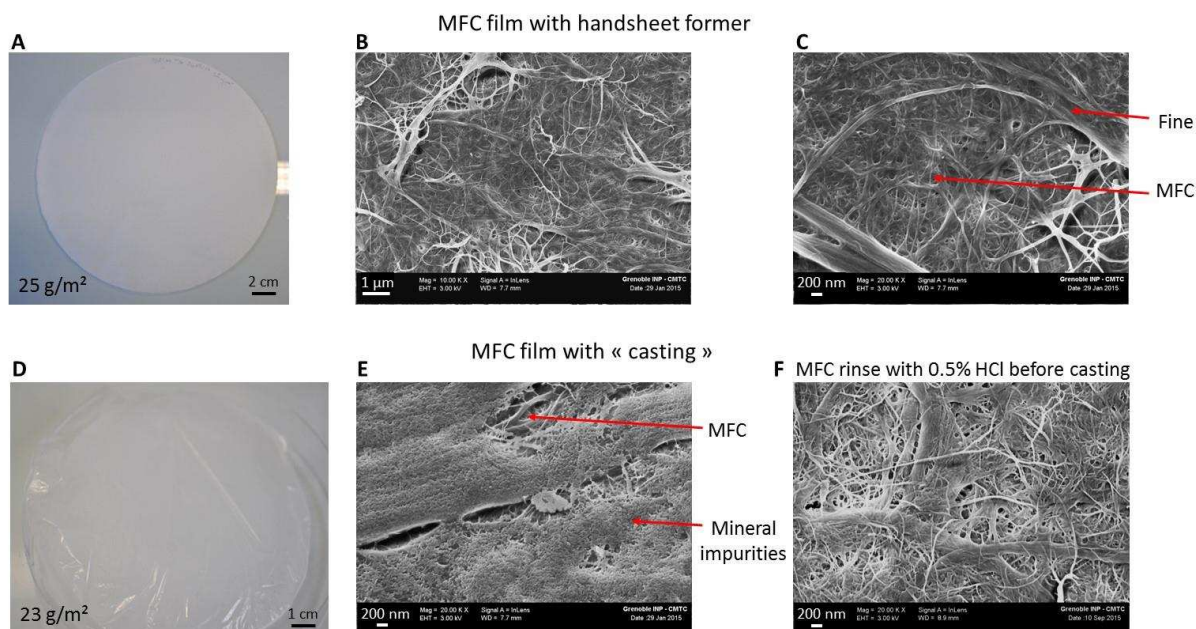 MFC film with handsheet former
A
25 g/m²
2 cm
B
1 µm
Mag = 10.00 K X Signal A = InLens Grenoble INP - CMTC
EHT = 3.00 kV WD = 7.7 mm Date :29 Jan 2015
C
Fine
MFC
200 nm
Mag = 20.00 K X Signal A = InLens Grenoble INP - CMTC
EHT = 3.00 kV WD = 7.7 mm Date :29 Jan 2015
MFC film with « casting »
D
23 g/m²
1 cm
E
MFC
Mineral
impurities
200 nm
Mag = 20.00 K X Signal A = InLens Grenoble INP - CMTC
EHT = 3.00 kV WD = 7.7 mm Date :29 Jan 2015
F MFC rinse with 0.5% HCl before casting
200 nm
Mag = 20.00 K X Signal A = InLens Grenoble INP - CMTC
EHT = 3.00 kV WD = 8.9 mm Date :10 Sep 2015